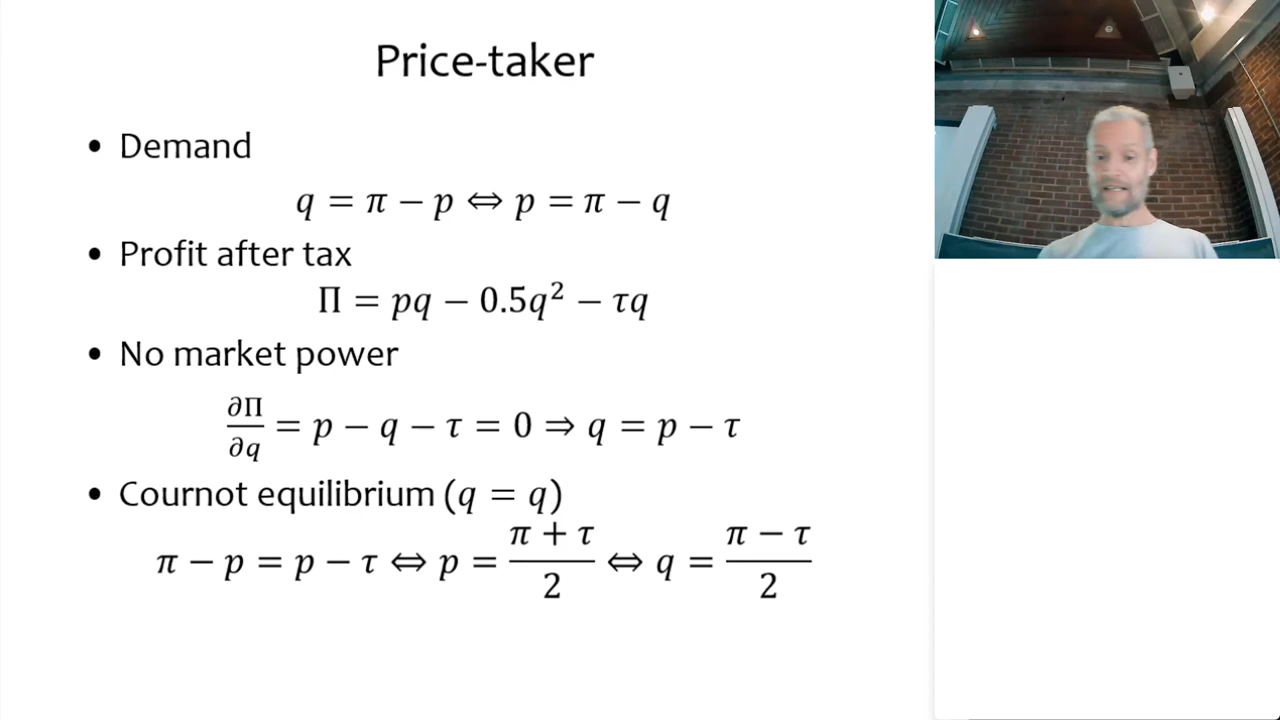 Price-taker
• Demand
q = π − p ⇔ p = π − q
• Profit after tax
Π = pq − 0.5q² − τq
• No market power
∂Π/∂q = p − q − τ = 0 ⇒ q = p − τ
• Cournot equilibrium (q = q)
π − p = p − τ ⇔ p = (π + τ)/2 ⇔ q = (π − τ)/2